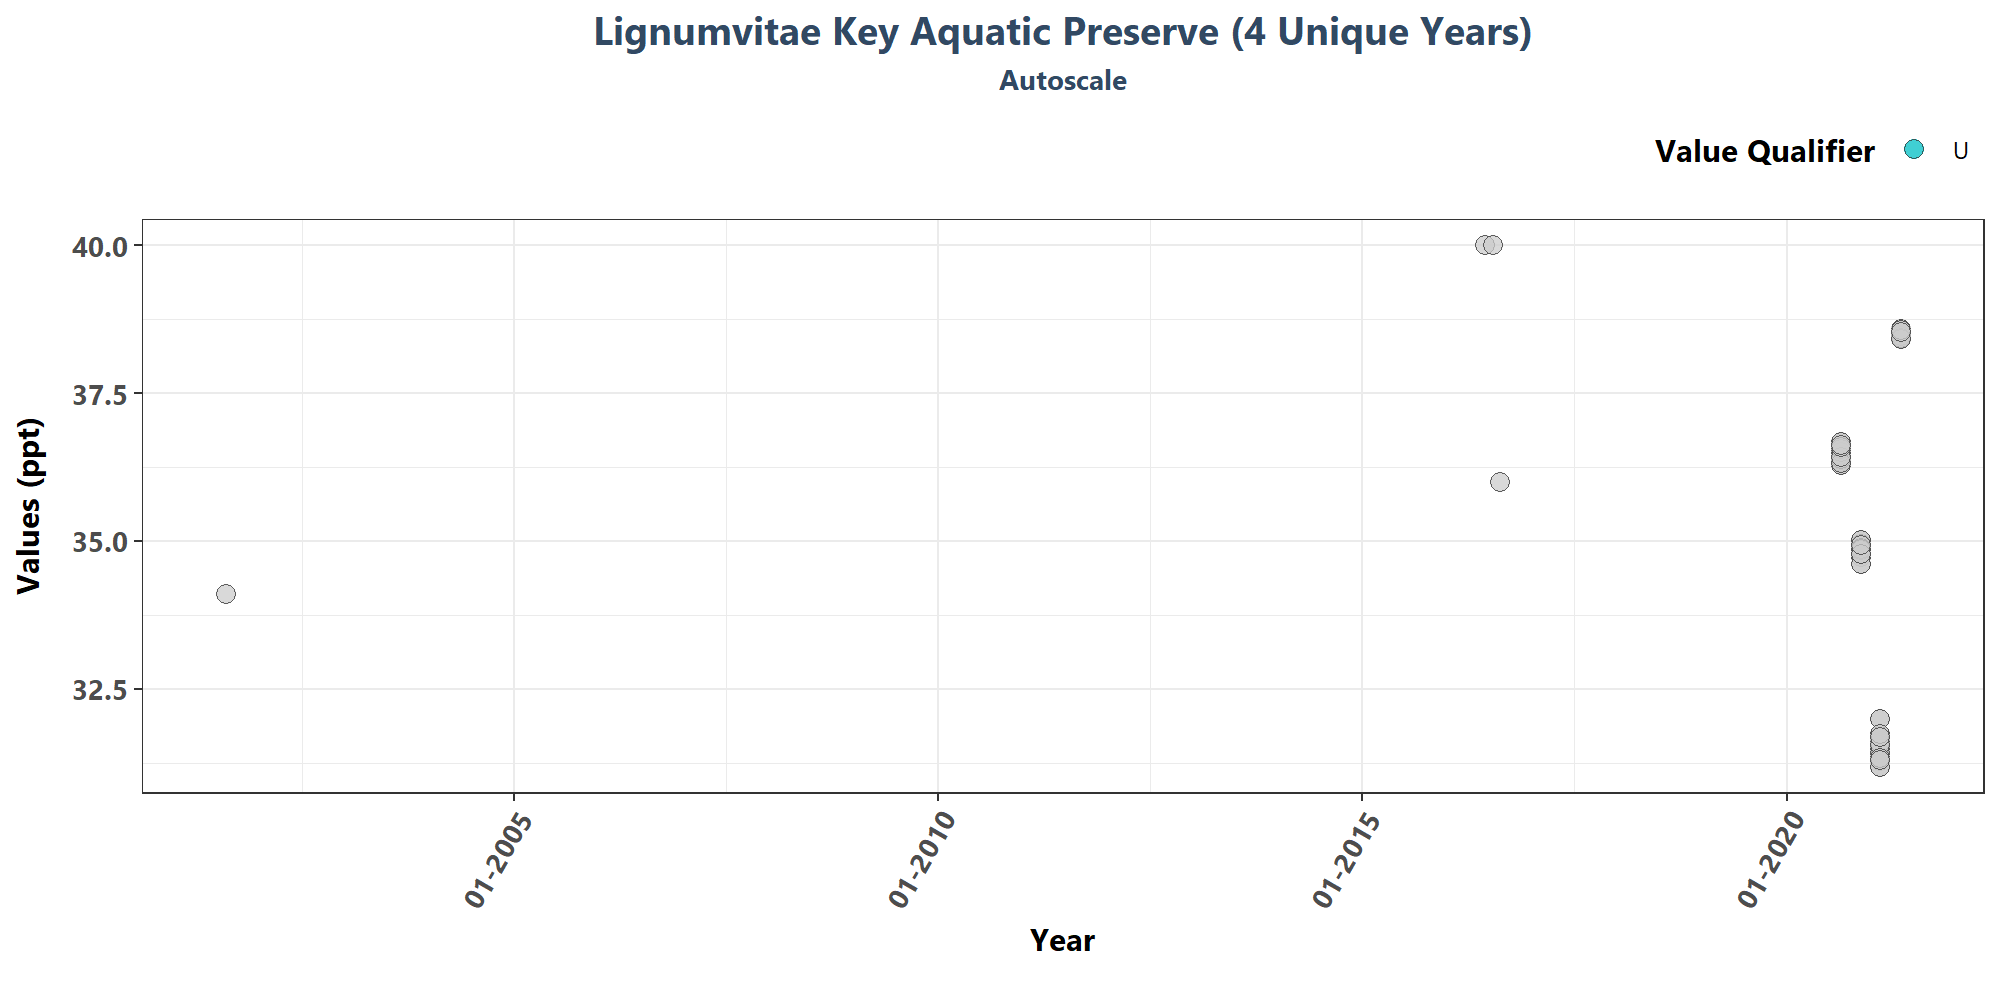 Lignumvitae Key Aquatic Preserve (4 Unique Years)
Autoscale
Value Qualifier U
40.0
37.5
35.0
32.5
Values (ppt)
01-2005 01-2010 01-2015 01-2020
Year